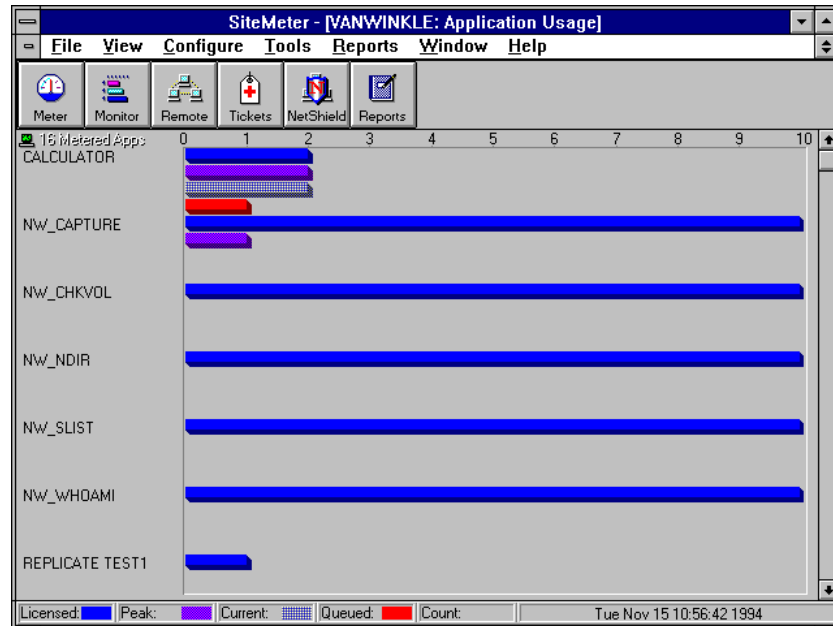 SiteMeter - [VANWINKLE: Application Usage]
File View Configure Tools Reports Window Help
Meter Monitor Remote Tickets NetShield Reports
16 Metered Apps 0 1 2 3 4 5 6 7 8 9 10
CALCULATOR
NW_CAPTURE
NW_CHKVOL
NW_NDIR
NW_SLIST
NW_WHOAMI
REPLICATE TEST1
Licensed: Peak: Current: Queued: Count: Tue Nov 15 10:56:42 1994